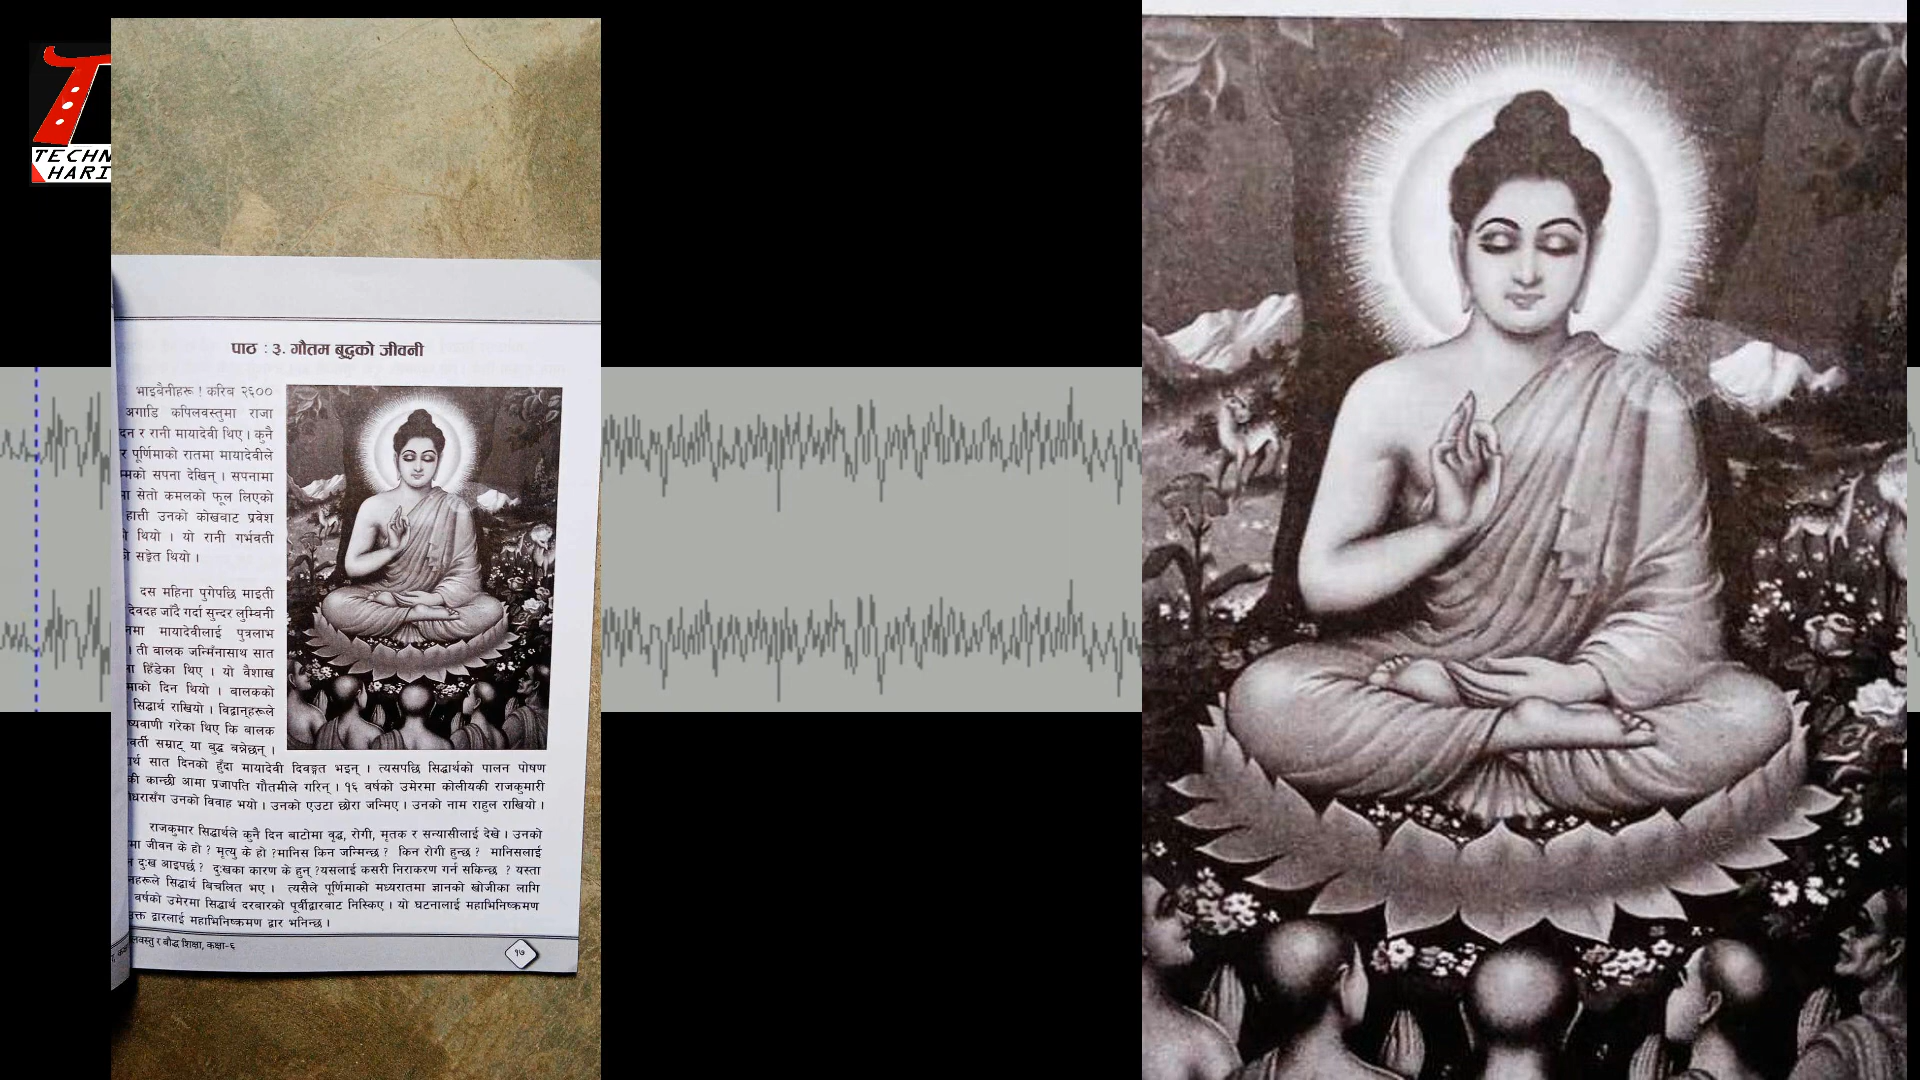 TECHN
HARI
पाठ : ३. गौतम बुद्धको जीवनी
भाइबैनीहरू ! करिब २६००
अगाडि कपिलवस्तुमा राजा
र रानी मायादेवी थिए । कुनै
पूर्णिमाको रातमा मायादेवीले
सपना देखिन् । सपनामा
सेतो कमलको फूल लिएको
हात्ती उनको कोखबाट प्रवेश
थियो । यो रानी गर्भवती
सङ्केत थियो ।
दस महिना पुगेपछि माइती
देवदह जाँदै गर्दा सुन्दर लुम्विनी
मायादेवीलाई पुत्रलाभ
। ती बालक जन्मिँनासाथ सात
हिँडेका थिए । यो वैशाख
दिन थियो । बालकको
सिद्धार्थ राखियो । विद्वान्‌हरूले
गरेका थिए कि बालक
सम्राट् या बुद्ध बन्नेछन् ।
सात दिनको हुँदा मायादेवी दिवङ्गत भइन् । त्यसपछि सिद्धार्थको पालन पोषण
कान्छी आमा प्रजापति गौतमीले गरिन् । १६ वर्षको उमेरमा कोलीयकी राजकुमारी
उनको विवाह भयो । उनको एउटा छोरा जन्मिए । उनको नाम राहुल राखियो ।
राजकुमार सिद्धार्थले कुनै दिन बाटोमा वृद्ध, रोगी, मृतक र सन्यासीलाई देखे । उनको
जीवन के हो ? मृत्यु के हो ?मानिस किन जन्मिन्छ ? किन रोगी हुन्छ ? मानिसलाई
दुःख आइपर्छ ? दुःखका कारण के हुन् ?यसलाई कसरी निराकरण गर्न सकिन्छ ? यस्ता
सिद्धार्थ बिचलित भए । त्यसैले पूर्णिमाको मध्यरातमा ज्ञानको खोजीका लागि
वर्षको उमेरमा सिद्धार्थ दरबारको पूर्वीद्वारबाट निस्किए । यो घटनालाई महाभिनिष्क्रमण
द्वारलाई महाभिनिष्क्रमण द्वार भनिन्छ ।
र बौद्ध शिक्षा, कक्षा-६
१७